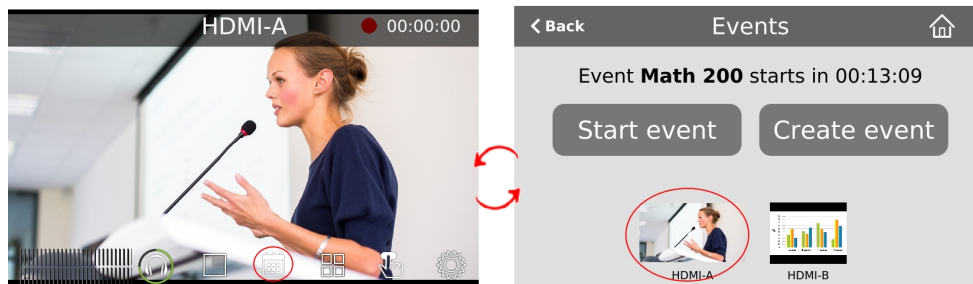 HDMI-A
00:00:00
Back
Events
Event Math 200 starts in 00:13:09
Start event
Create event
HDMI-A
HDMI-B